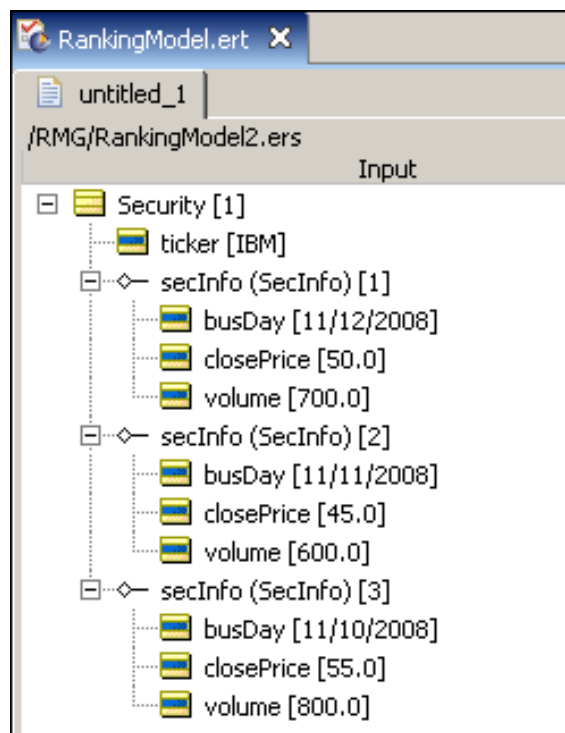 RankingModel.ert
untitled_1
/RMG/RankingModel2.ers
Input
Security [1]
ticker [IBM]
secInfo (SecInfo) [1]
busDay [11/12/2008]
closePrice [50.0]
volume [700.0]
secInfo (SecInfo) [2]
busDay [11/11/2008]
closePrice [45.0]
volume [600.0]
secInfo (SecInfo) [3]
busDay [11/10/2008]
closePrice [55.0]
volume [800.0]